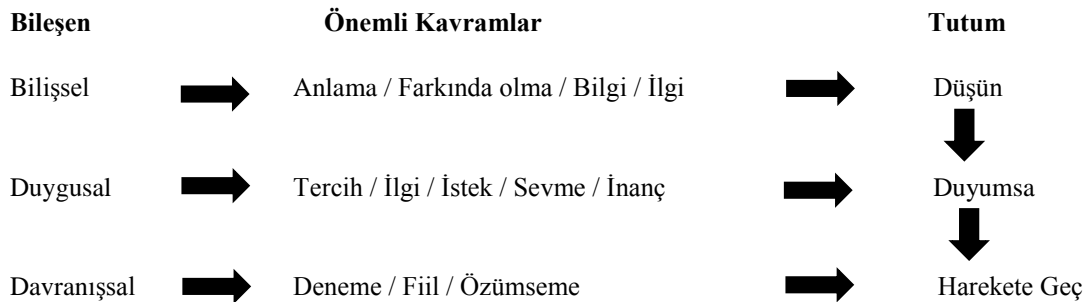 Bileşen Önemli Kavramlar Tutum
Bilişsel Anlama / Farkında olma / Bilgi / İlgi Düşün
Duygusal Tercih / İlgi / İstek / Sevme / İnanç Duyumsa
Davranışsal Deneme / Fiil / Özümseme Harekete Geç